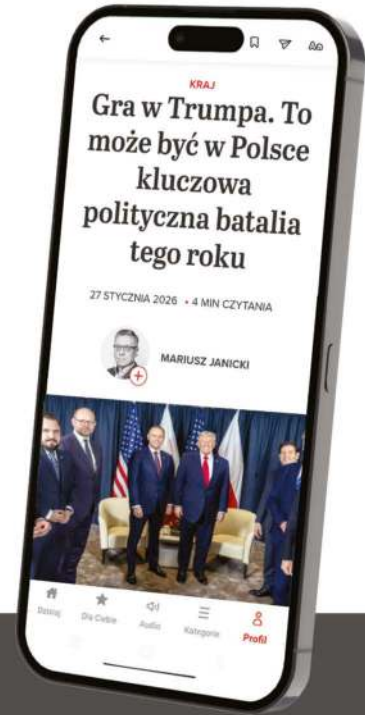 KRAJ
Gra w Trumpa. To
może być w Polsce
kluczowa
polityczna batalia
tego roku
27 STYCZNIA 2026 • 4 MIN CZYTANIA
MARIUSZ JANICKI
Dzisiaj
Dla Ciebie
Audio
Kategorie
Profil